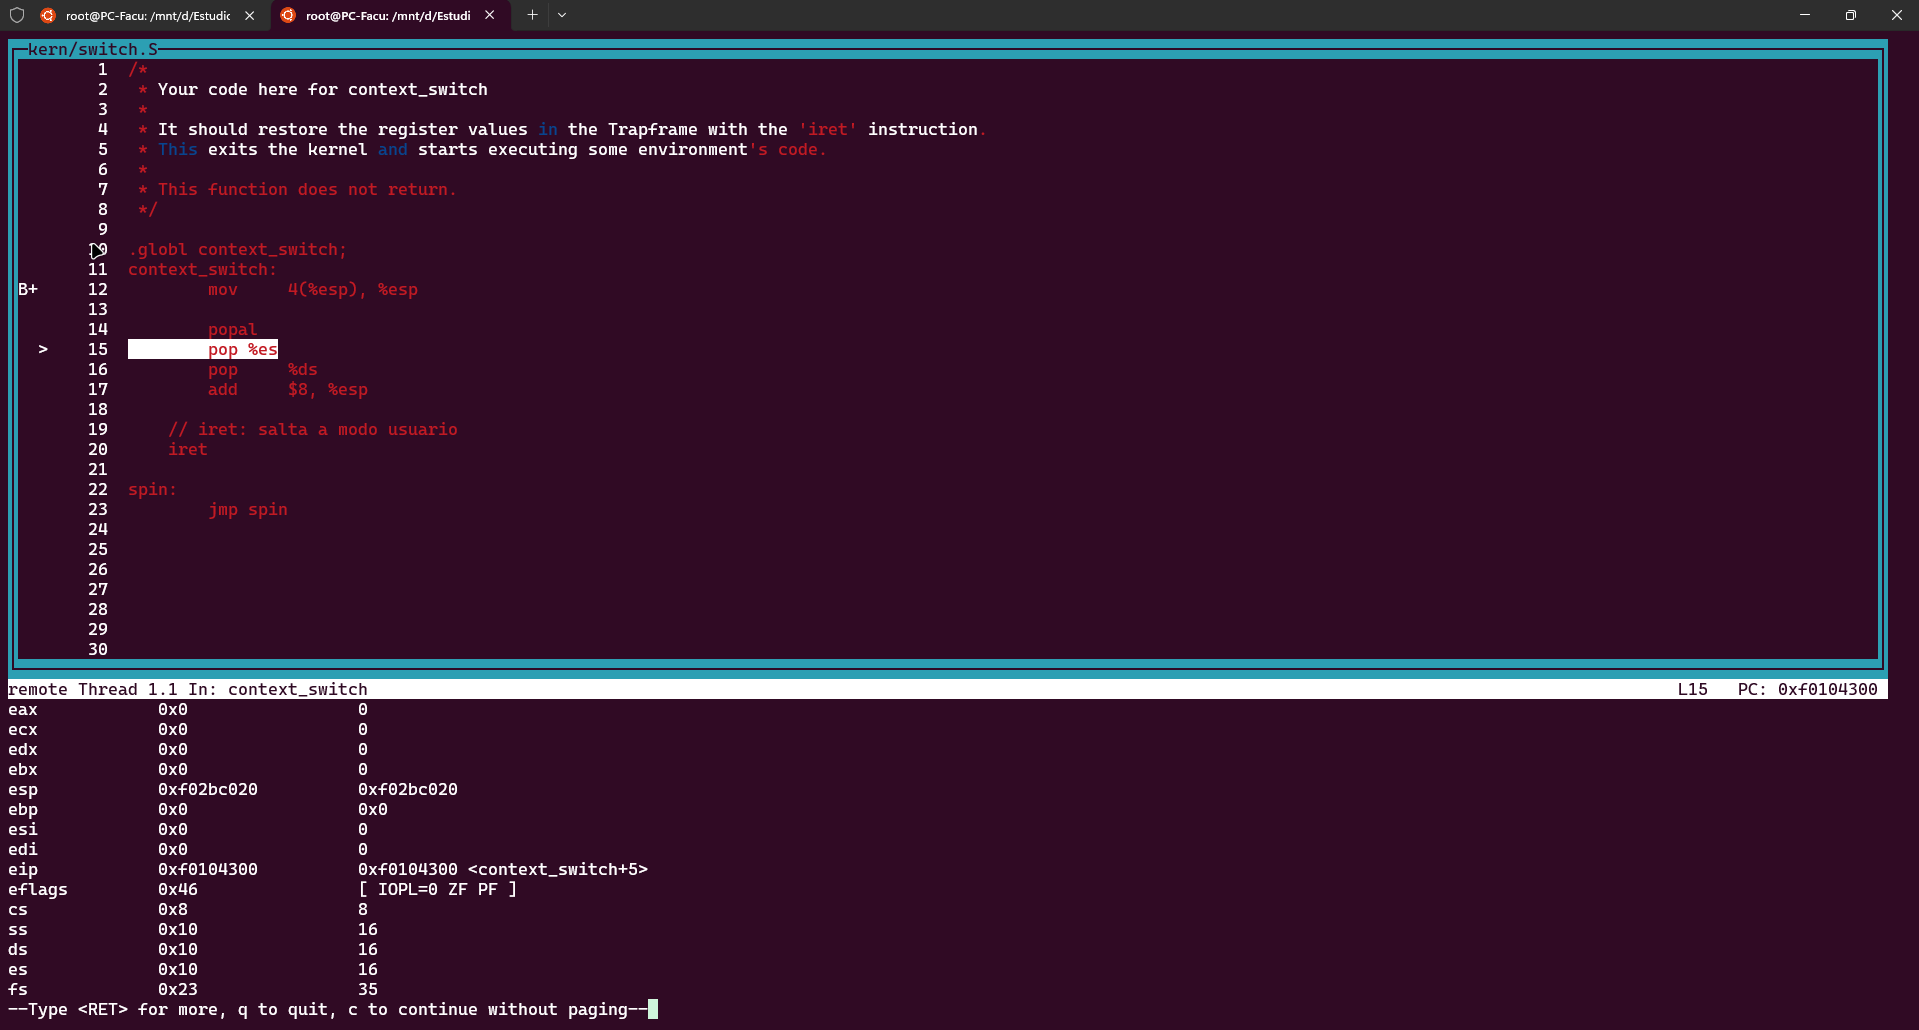 root@PC-Facu: /mnt/d/Estudic
root@PC-Facu: /mnt/d/Estudi
kern/switch.S
1 /*
2  * Your code here for context_switch
3  *
4  * It should restore the register values in the Trapframe with the 'iret' instruction.
5  * This exits the kernel and starts executing some environment's code.
6  *
7  * This function does not return.
8  */
9
10 .globl context_switch;
11 context_switch:
B+ 12 mov 4(%esp), %esp
13
14 popal
> 15 pop %es
16 pop %ds
17 add $8, %esp
18
19 // iret: salta a modo usuario
20 iret
21
22 spin:
23 jmp spin
24
25
26
27
28
29
30
remote Thread 1.1 In: context_switch L15 PC: 0xf0104300
eax 0x0 0
ecx 0x0 0
edx 0x0 0
ebx 0x0 0
esp 0xf02bc020 0xf02bc020
ebp 0x0 0x0
esi 0x0 0
edi 0x0 0
eip 0xf0104300 0xf0104300 <context_switch+5>
eflags 0x46 [ IOPL=0 ZF PF ]
cs 0x8 8
ss 0x10 16
ds 0x10 16
es 0x10 16
fs 0x23 35
--Type <RET> for more, q to quit, c to continue without paging--